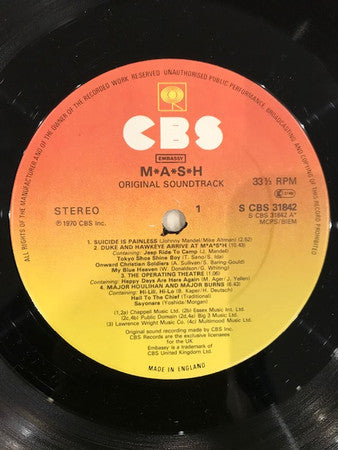 ALL RIGHTS OF THE MANUFACTURER AND OF THE OWNER OF THE RECORDED WORK RESERVED UNAUTHORISED PUBLIC PERFORMANCE, BROADCASTING AND COPYING OF THIS RECORD PROHIBITED
CBS
EMBASSY
M★A★S★H
ORIGINAL SOUNDTRACK
33⅓ RPM
STEREO
1
S CBS 31842
℗ 1970 CBS Inc.
S CBS 31842 A
MCPS/BIEM
1. SUICIDE IS PAINLESS (Johnny Mandel/Mike Altman) (2.52)
2. DUKE AND HAWKEYE ARRIVE AT M★A★S★H (15.43)
Containing: Jeep Ride To Camp (J. Mandel)
Tokyo Shoe Shine Boy (T. Sano/S. Ida)
Onward Christian Soldiers (A. Sullivan/S. Baring-Gould)
My Blue Heaven (W. Donaldson/G. Whiting)
3. THE OPERATING THEATRE (1.06)
Containing: Happy Days Are Here Again (M. Ager/J. Yellen)
4. MAJOR HOULIHAN AND MAJOR BURNS (6.43)
Containing: Hi-Lili, Hi-Lo (B. Kaper/H. Deutsch)
Hail To The Chief (Traditional)
Sayonara (Yoshida/Morgan)
(1,2a) Chappell Music Ltd. (2b) Essex Music Int. Ltd.
(2c,4b) Public Domain (2d,4a) Big 3 Music Ltd.
(3) Lawrence Wright Music Co. (4c) Multimood Music Ltd.
Original sound recording made by CBS Inc.
CBS Records are the exclusive licensees
for the UK
Embassy is a trademark of
CBS United Kingdom Ltd.
MADE IN ENGLAND